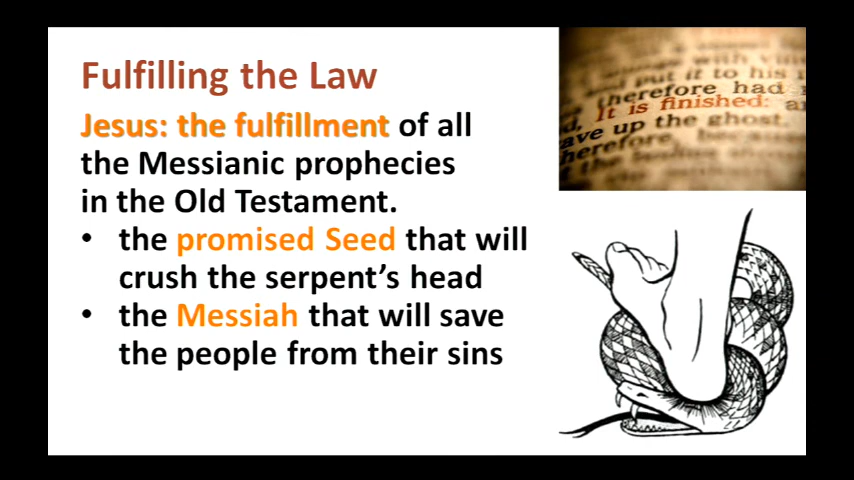 Fulfilling the Law
Jesus: the fulfillment of all
the Messianic prophecies
in the Old Testament.
• the promised Seed that will
crush the serpent's head
• the Messiah that will save
the people from their sins
put it to his
therefore had
It is finished:
up the ghost.